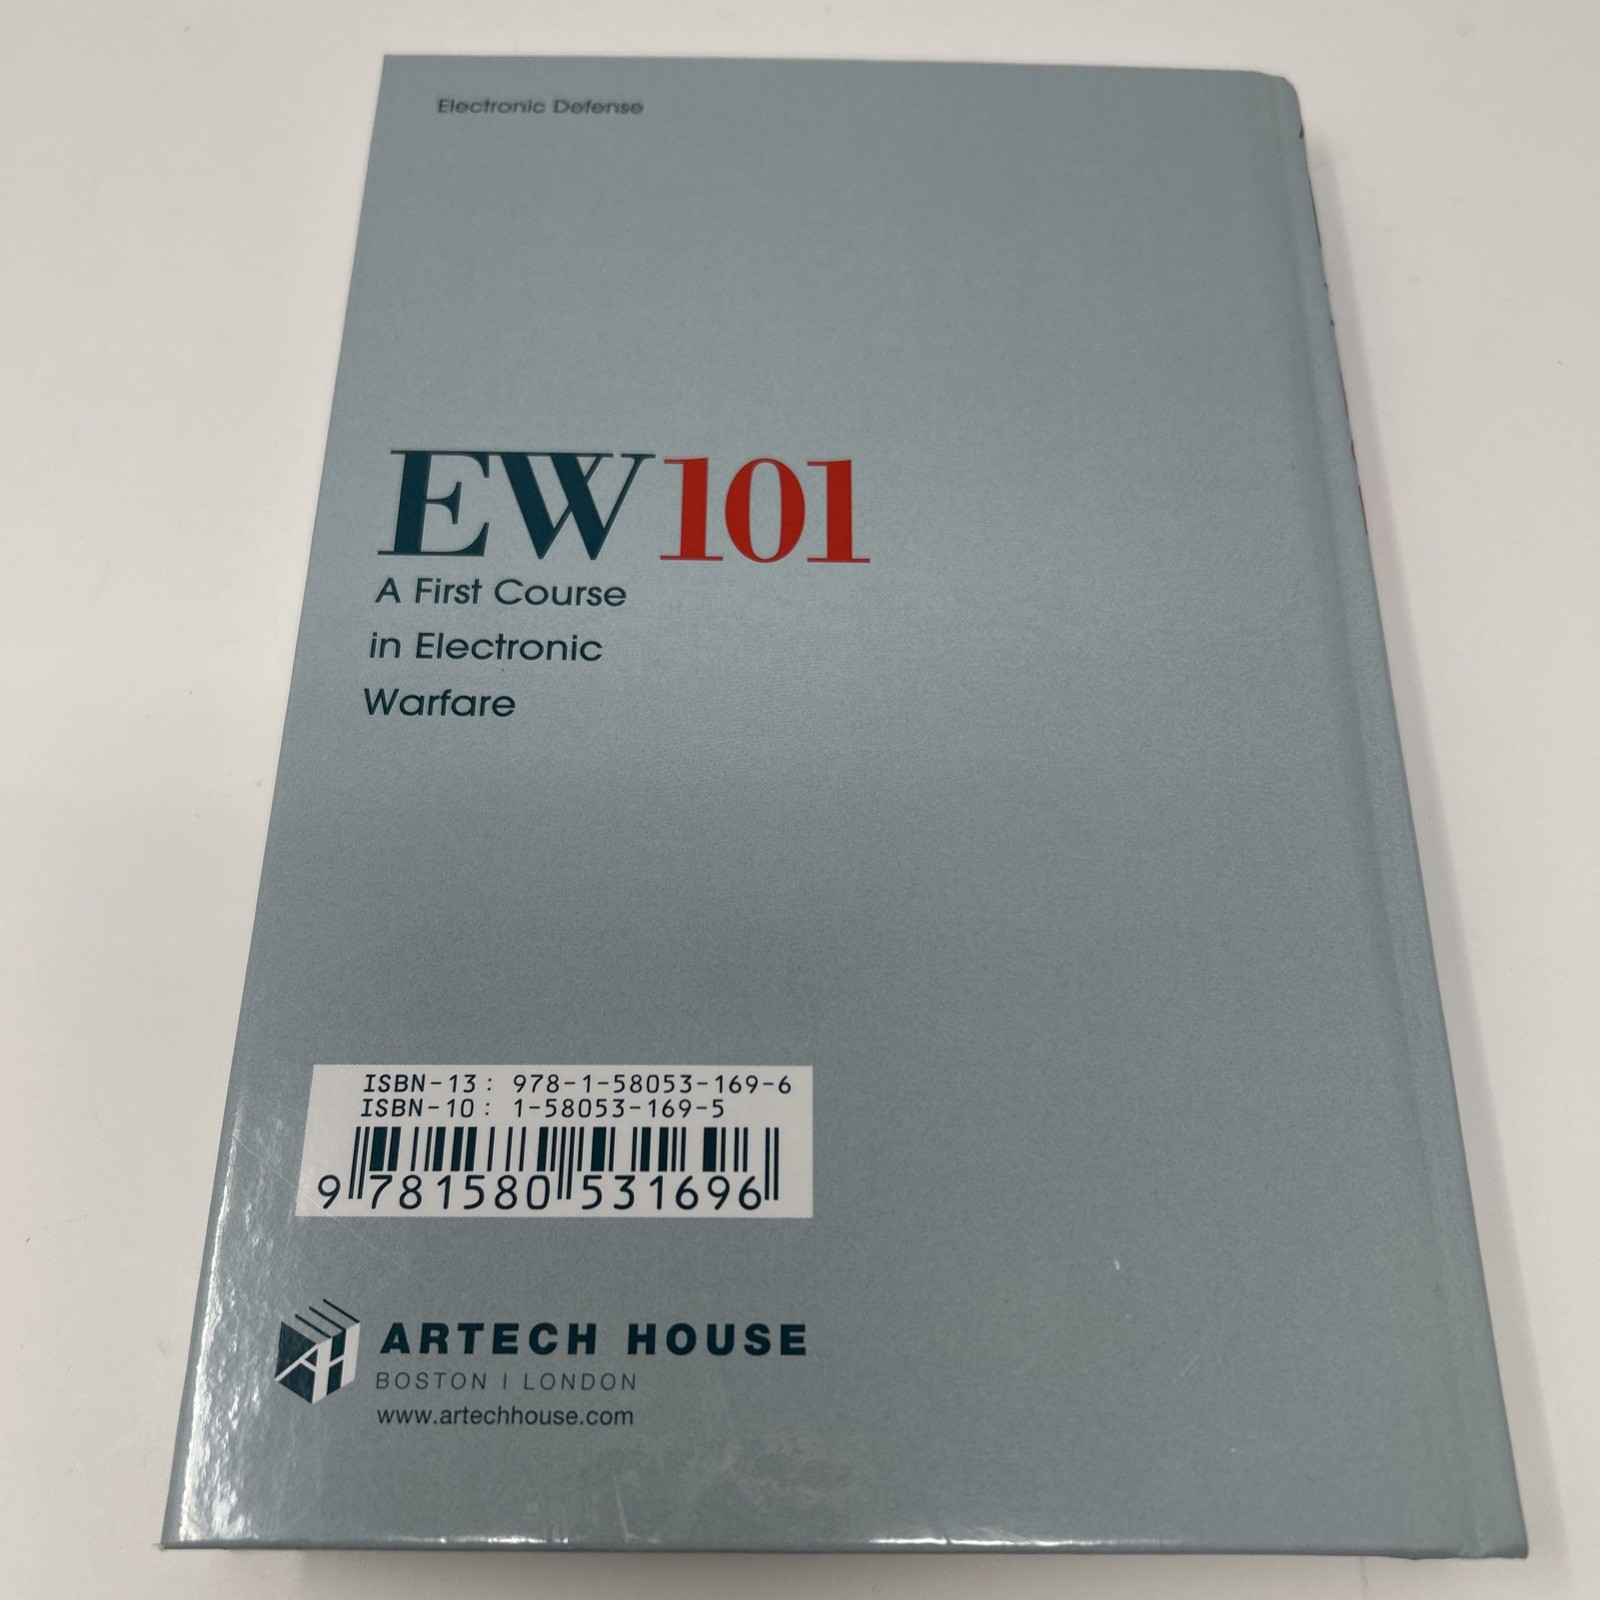 Electronic Defense
EW101
A First Course
in Electronic
Warfare
ISBN-13: 978-1-58053-169-6
ISBN-10: 1-58053-169-5
9 781580 531696
AH
ARTECH HOUSE
BOSTON | LONDON
www.artechhouse.com